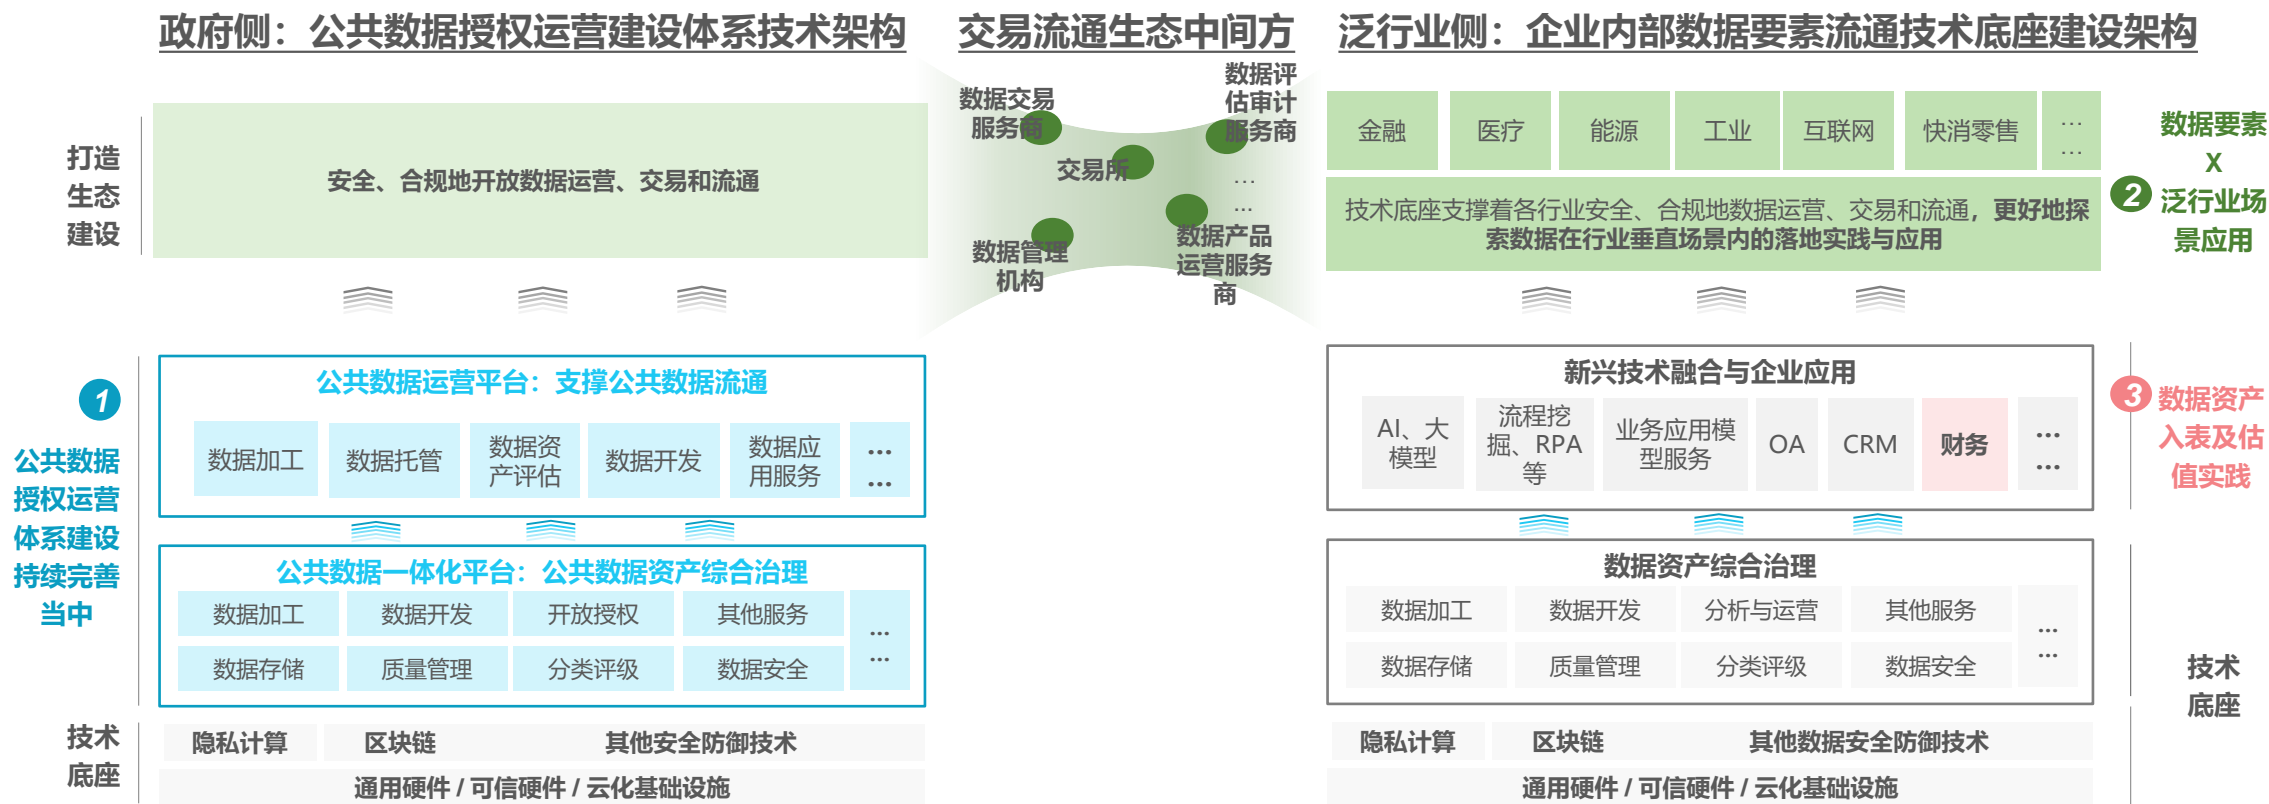 政府侧：公共数据授权运营建设体系技术架构
交易流通生态中间方
泛行业侧：企业内部数据要素流通技术底座建设架构
打造
生态
建设
安全、合规地开放数据运营、交易和流通
数据交易
服务商
数据评
估审计
服务商
交易所
...
...
数据管理
机构
数据产品
运营服务
商
金融
医疗
能源
工业
互联网
快消零售
...
...
技术底座支撑着各行业安全、合规地数据运营、交易和流通，更好地探
索数据在行业垂直场景内的落地实践与应用
2
数据要素
X
泛行业场
景应用
1
公共数据
授权运营
体系建设
持续完善
当中
公共数据运营平台：支撑公共数据流通
数据加工
数据托管
数据资
产评估
数据开发
数据应
用服务
...
...
公共数据一体化平台：公共数据资产综合治理
数据加工
数据开发
开放授权
其他服务
...
...
数据存储
质量管理
分类评级
数据安全
技术
底座
隐私计算
区块链
其他安全防御技术
通用硬件 / 可信硬件 / 云化基础设施
新兴技术融合与企业应用
AI、大
模型
流程挖
掘、RPA
等
业务应用模
型服务
OA
CRM
财务
...
...
3
数据资产
入表及估
值实践
数据资产综合治理
数据加工
数据开发
分析与运营
其他服务
...
...
数据存储
质量管理
分类评级
数据安全
技术
底座
隐私计算
区块链
其他数据安全防御技术
通用硬件 / 可信硬件 / 云化基础设施